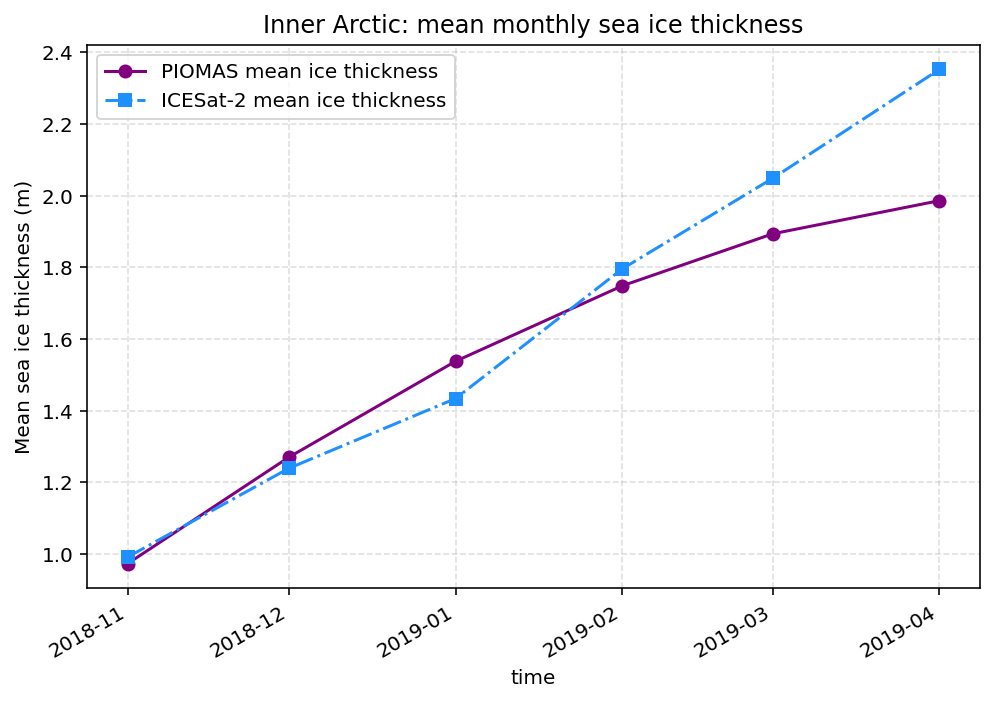 Inner Arctic: mean monthly sea ice thickness
PIOMAS mean ice thickness
ICESat-2 mean ice thickness
Mean sea ice thickness (m)
2.4
2.2
2.0
1.8
1.6
1.4
1.2
1.0
2018-11
2018-12
2019-01
2019-02
2019-03
2019-04
time